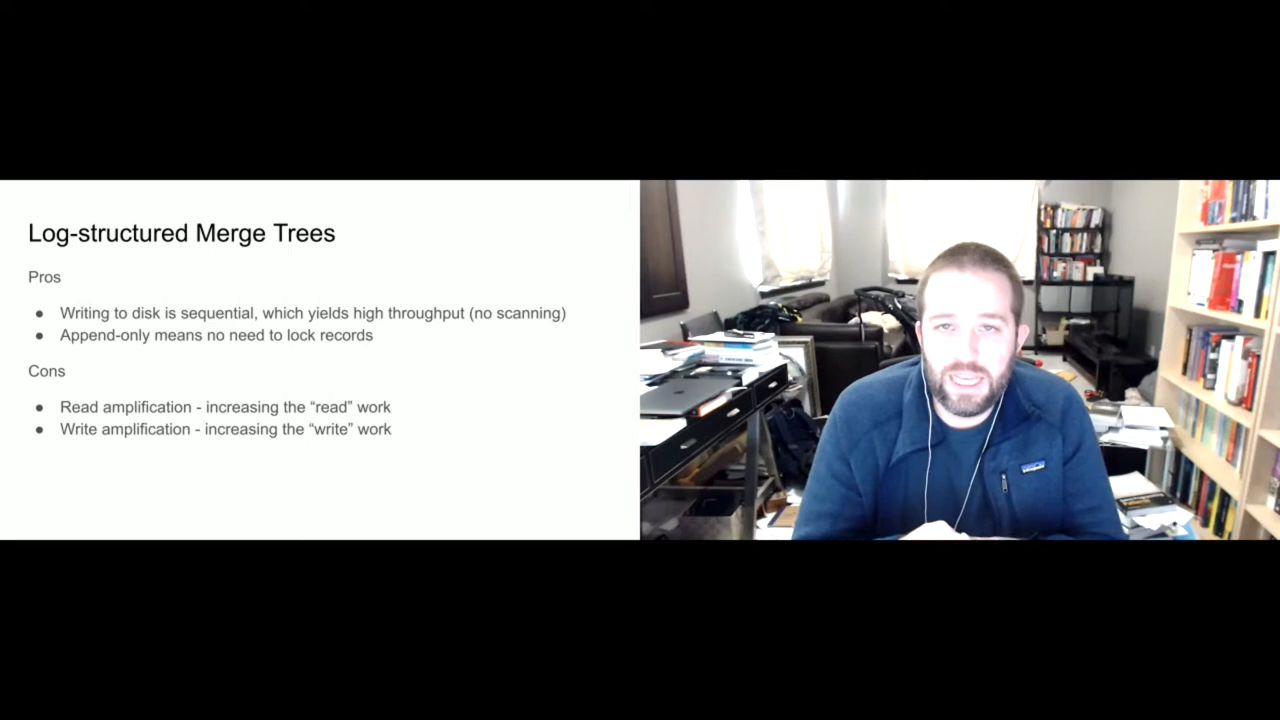 Log-structured Merge Trees
Pros
● Writing to disk is sequential, which yields high throughput (no scanning)
● Append-only means no need to lock records
Cons
● Read amplification - increasing the “read” work
● Write amplification - increasing the “write” work